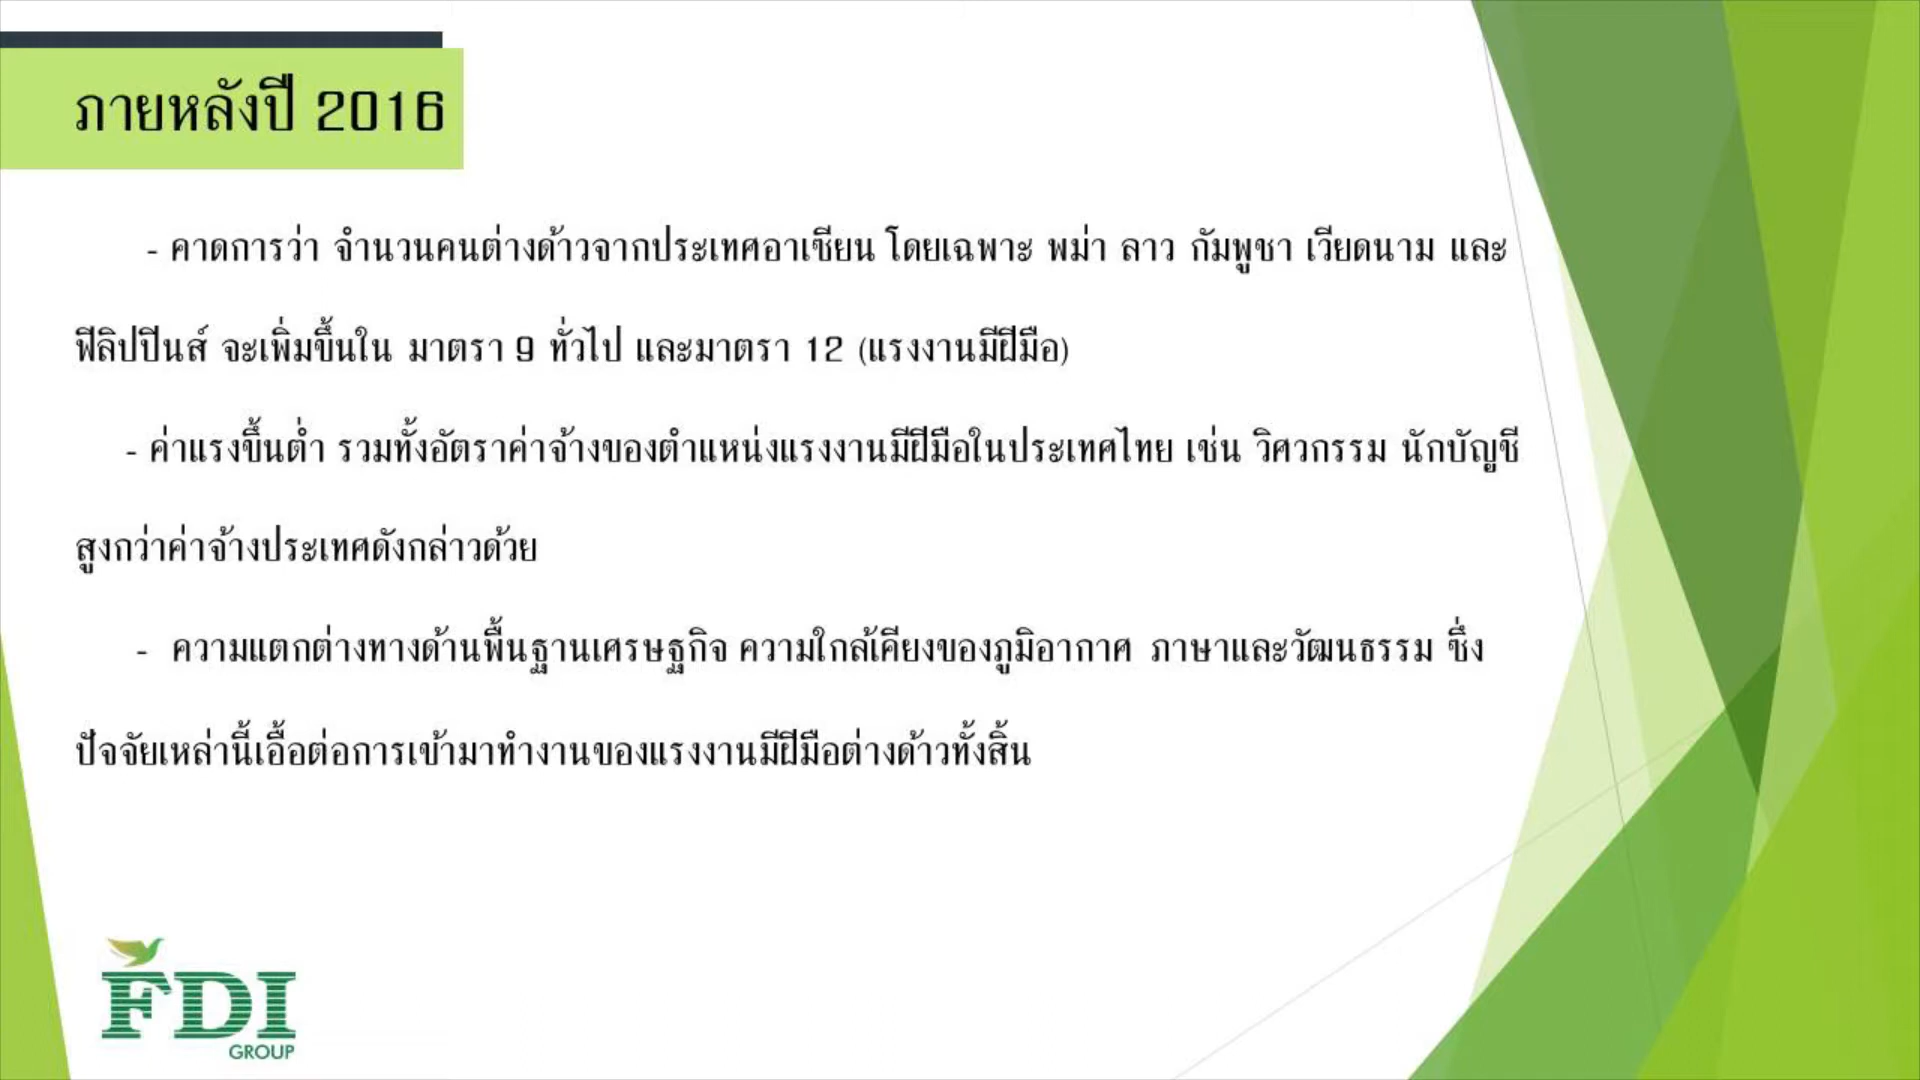 ภายหลังปี 2016
- คาดการว่า จำนวนคนต่างด้าวจากประเทศอาเซียน โดยเฉพาะ พม่า ลาว กัมพูชา เวียดนาม และ
ฟีลิปปีนส์ จะเพิ่มขึ้นใน มาตรา 9 ทั่วไป และมาตรา 12 (แรงงานมีฝีมือ)
- ค่าแรงขึ้นต่ำ รวมทั้งอัตราค่าจ้างของตำแหน่งแรงงานมีฝีมือในประเทศไทย เช่น วิศวกรรม นักบัญชี
สูงกว่าค่าจ้างประเทศดังกล่าวด้วย
- ความแตกต่างทางด้านพื้นฐานเศรษฐกิจ ความใกล้เคียงของภูมิอากาศ ภาษาและวัฒนธรรม ซึ่ง
ปัจจัยเหล่านี้เอื้อต่อการเข้ามาทำงานของแรงงานมีฝีมือต่างด้าวทั้งสิ้น
FDI
GROUP